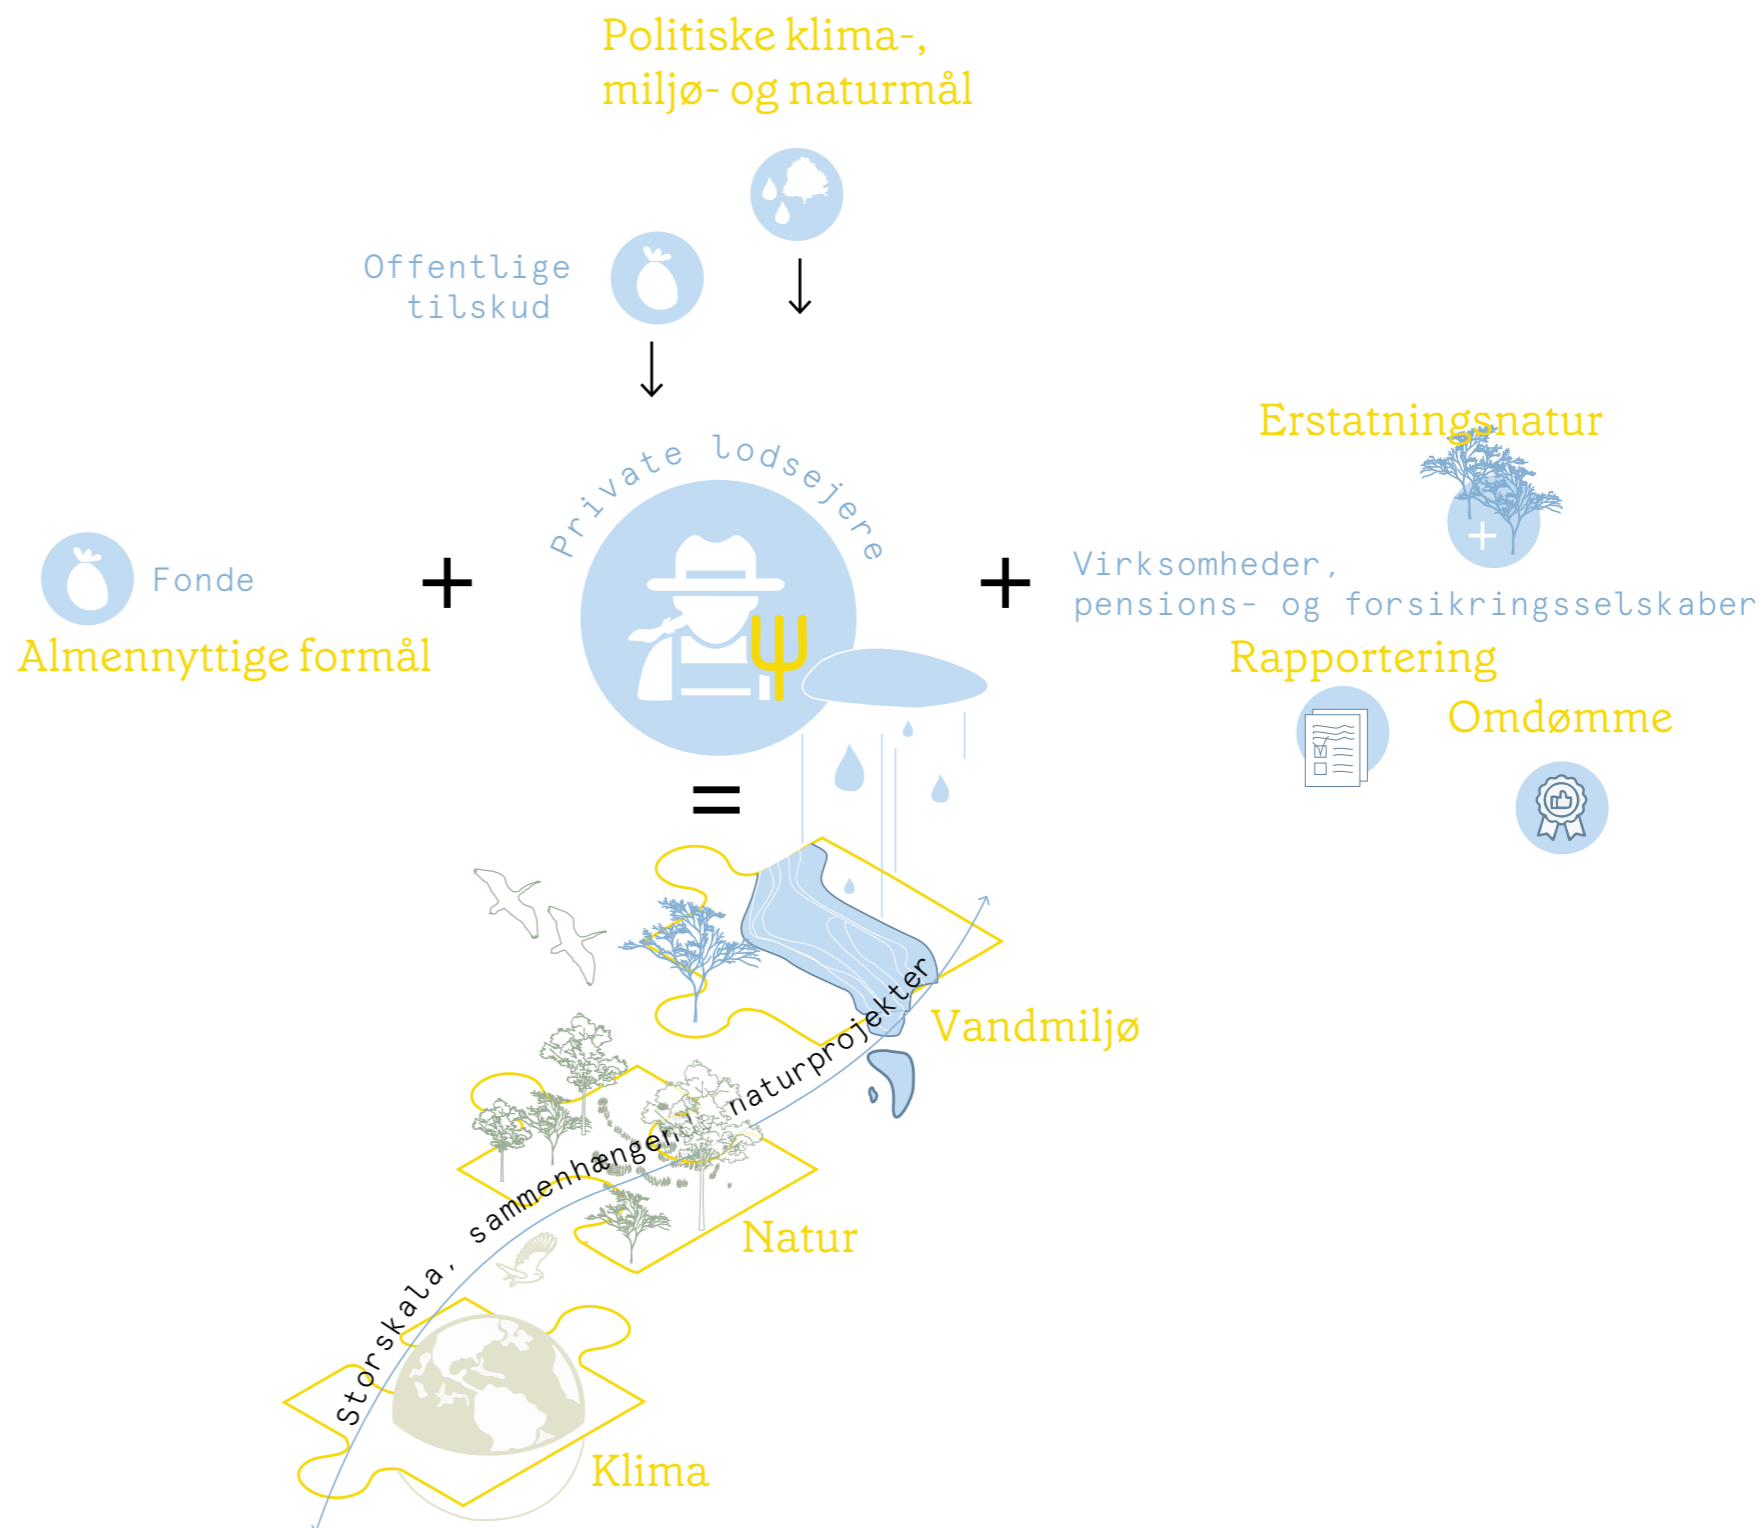 Politiske klima-,
miljø- og naturmål
Offentlige
tilskud
Private lodsejere
Fonde
Almennyttige formål
+
+
Erstatningsnatur
+
Virksomheder,
pensions- og forsikringsselskaber
Rapportering
Omdømme
=
Storskala, sammenhængen naturprojekter
Vandmiljø
Natur
Klima